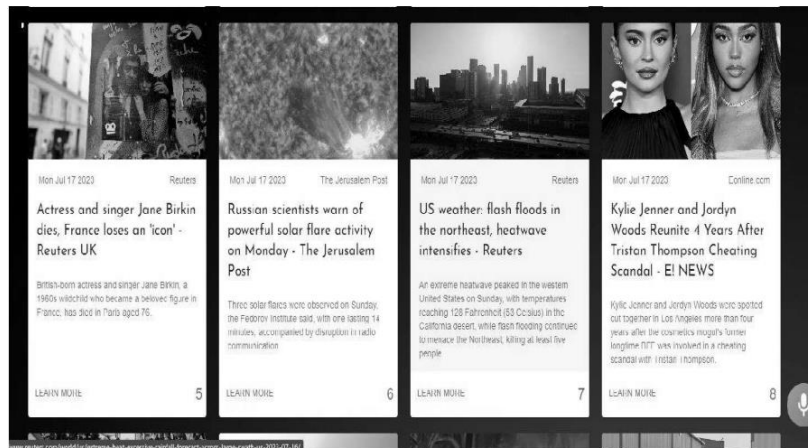 Mon Jul 17 2023 Reuters
Actress and singer Jane Birkin
dies, France loses an 'icon' -
Reuters UK
British-born actress and singer Jane Birkin, a
1960s wildchild who became a beloved figure in
France, has died in Paris aged 76.
LEARN MORE 5
Mon Jul 17 2023 The Jerusalem Post
Russian scientists warn of
powerful solar flare activity
on Monday - The Jerusalem
Post
Three solar flares were observed on Sunday,
the Fedorov Institute said, with one lasting 14
minutes, accompanied by disruption in radio
communication.
LEARN MORE 6
Mon Jul 17 2023 Reuters
US weather: flash floods in
the northeast, heatwave
intensifies - Reuters
An extreme heatwave peaked in the western
United States on Sunday, with temperatures
reaching 128 Fahrenheit (53 Celsius) in the
California desert, while flash flooding continued
to menace the Northeast, killing at least five
people.
LEARN MORE 7
Mon Jul 17 2023 Eonline.com
Kylie Jenner and Jordyn
Woods Reunite 4 Years After
Tristan Thompson Cheating
Scandal - E! NEWS
Kylie Jenner and Jordyn Woods were spotted
out together in Los Angeles more than four
years after the cosmetics mogul's former
longtime BFF was involved in a cheating
scandal with Tristan Thompson.
LEARN MORE 8